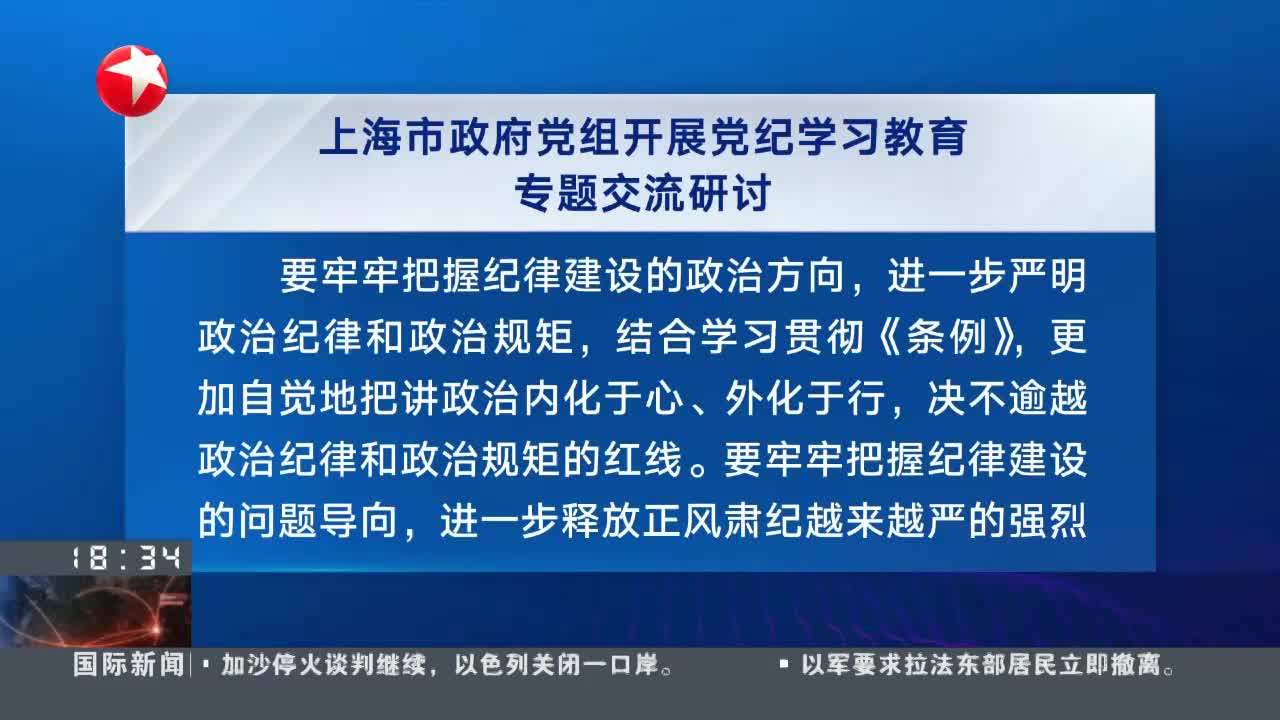 上海市政府党组开展党纪学习教育
专题交流研讨
要牢牢把握纪律建设的政治方向，进一步严明
政治纪律和政治规矩，结合学习贯彻《条例》，更
加自觉地把讲政治内化于心、外化于行，决不逾越
政治纪律和政治规矩的红线。要牢牢把握纪律建设
的问题导向，进一步释放正风肃纪越来越严的强烈
18:34
国际新闻 ▪ 加沙停火谈判继续，以色列关闭一口岸。 ▪ 以军要求拉法东部居民立即撤离。